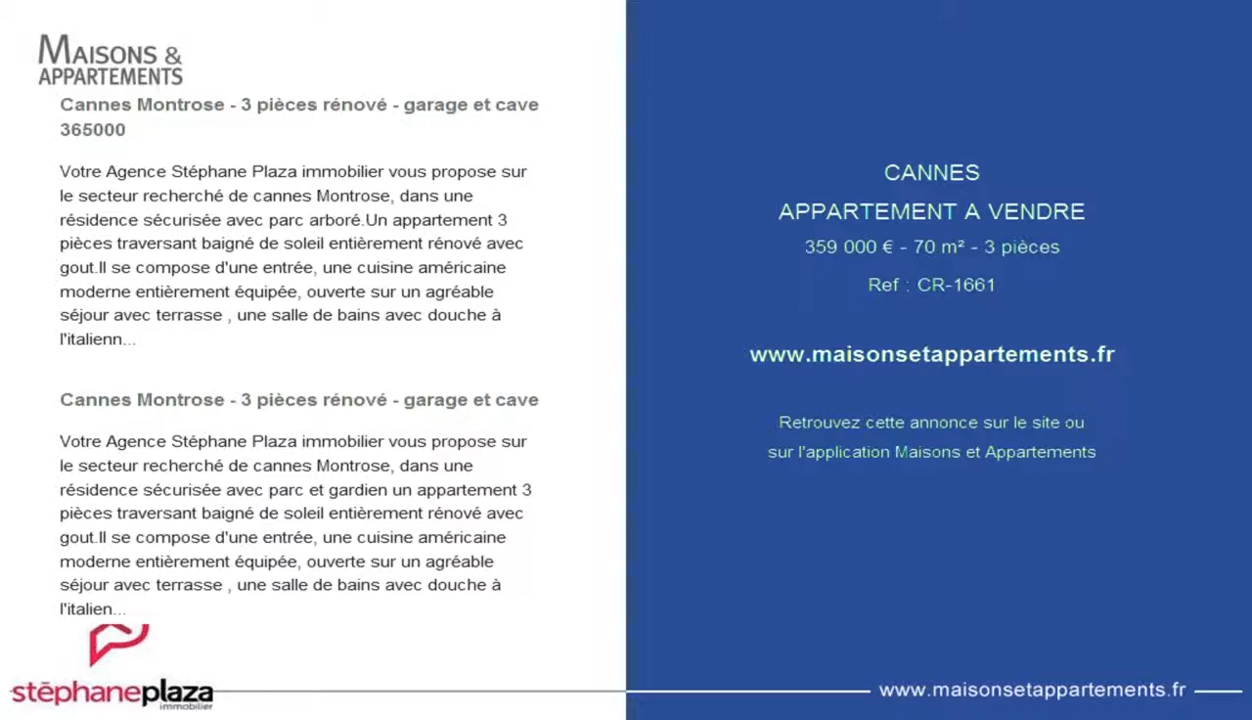 MAISONS &
APPARTEMENTS
Cannes Montrose - 3 pièces rénové - garage et cave
365000
Votre Agence Stéphane Plaza immobilier vous propose sur
le secteur recherché de cannes Montrose, dans une
résidence sécurisée avec parc arboré.Un appartement 3
pièces traversant baigné de soleil entièrement rénové avec
gout.Il se compose d'une entrée, une cuisine américaine
moderne entièrement équipée, ouverte sur un agréable
séjour avec terrasse , une salle de bains avec douche à
l'italienn...
Cannes Montrose - 3 pièces rénové - garage et cave
Votre Agence Stéphane Plaza immobilier vous propose sur
le secteur recherché de cannes Montrose, dans une
résidence sécurisée avec parc et gardien un appartement 3
pièces traversant baigné de soleil entièrement rénové avec
gout.Il se compose d'une entrée, une cuisine américaine
moderne entièrement équipée, ouverte sur un agréable
séjour avec terrasse , une salle de bains avec douche à
l'italien...
stéphaneplaza
immobilier
CANNES
APPARTEMENT A VENDRE
359 000 € - 70 m² - 3 pièces
Ref : CR-1661
www.maisonsetappartements.fr
Retrouvez cette annonce sur le site ou
sur l'application Maisons et Appartements
www.maisonsetappartements.fr